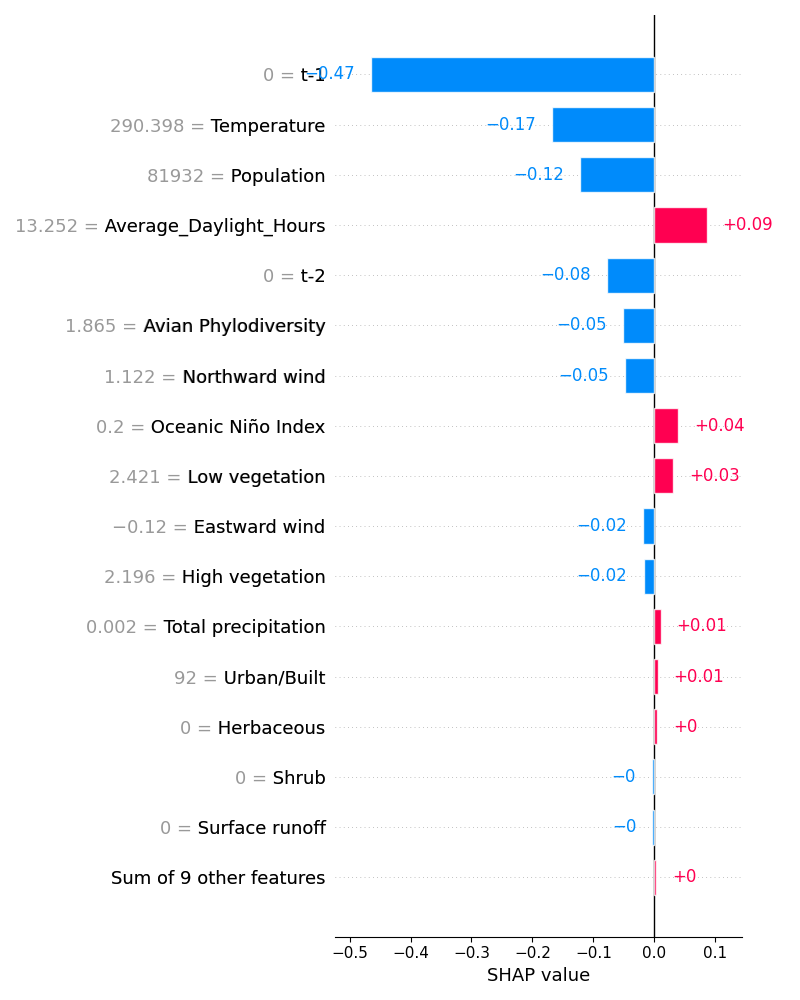 0 = t-1 −0.47
290.398 = Temperature −0.17
81932 = Population −0.12
13.252 = Average_Daylight_Hours +0.09
0 = t-2 −0.08
1.865 = Avian Phylodiversity −0.05
1.122 = Northward wind −0.05
0.2 = Oceanic Niño Index +0.04
2.421 = Low vegetation +0.03
−0.12 = Eastward wind −0.02
2.196 = High vegetation −0.02
0.002 = Total precipitation +0.01
92 = Urban/Built +0.01
0 = Herbaceous +0
0 = Shrub −0
0 = Surface runoff −0
Sum of 9 other features +0
−0.5 −0.4 −0.3 −0.2 −0.1 0.0 0.1
SHAP value